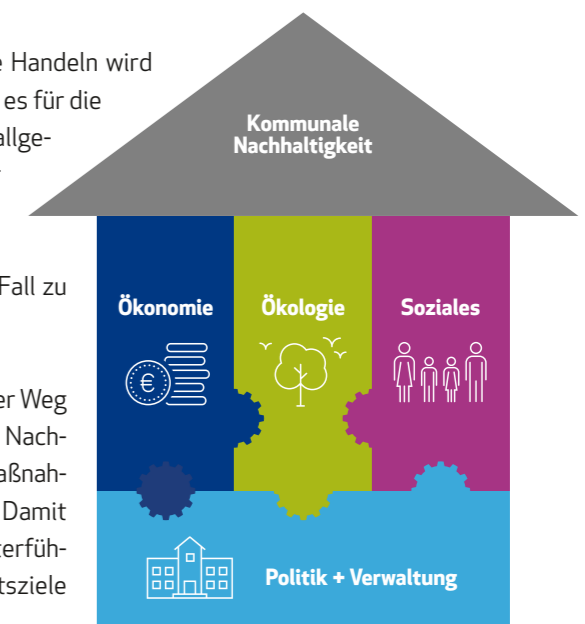 e Handeln wird
es für die
allge-
Fall zu
er Weg
Nach-
aßnah-
Damit
terfüh-
tsziele
Kommunale
Nachhaltigkeit
Ökonomie
Ökologie
Soziales
€
Politik + Verwaltung